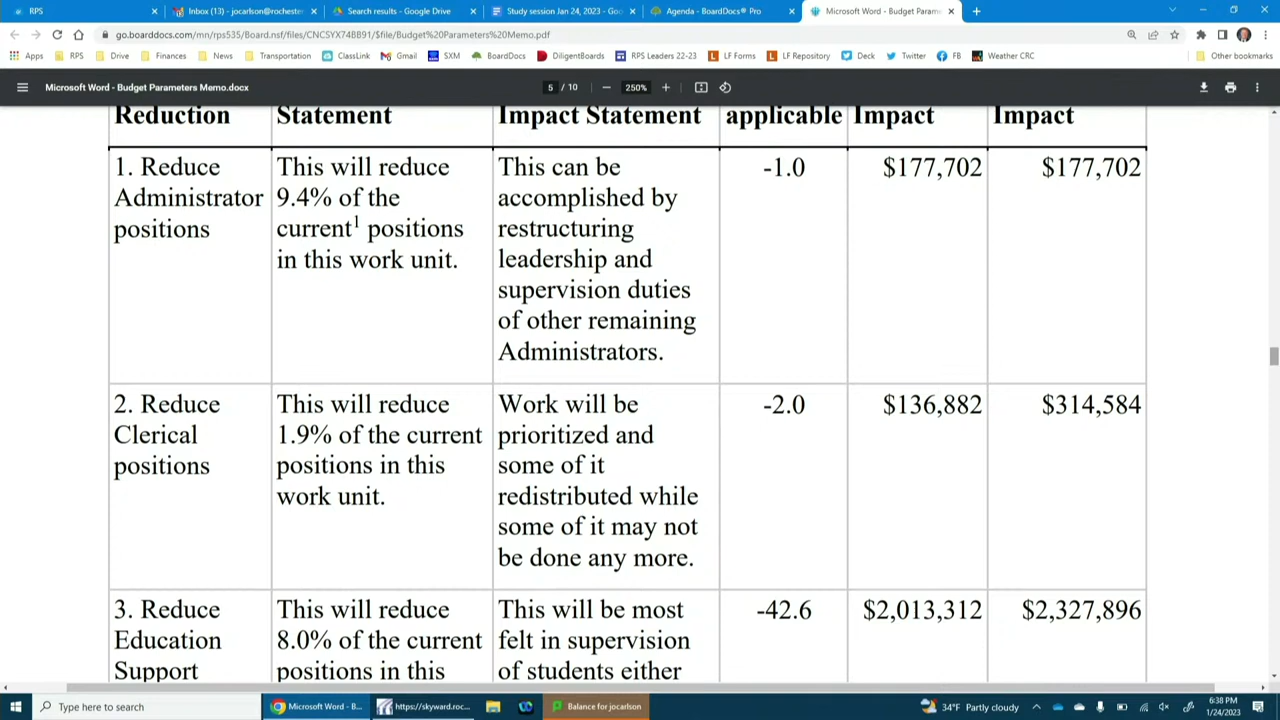 RPS
Inbox (13) - jocarlson@rochester
Search results - Google Drive
Study session Jan 24, 2023 - Goo
Agenda - BoardDocs® Pro
Microsoft Word - Budget Parame
go.boarddocs.com/mn/rps535/Board.nsf/files/CNCSYX74BB91/$file/Budget%20Parameters%20Memo.pdf
Apps RPS Drive Finances News Transportation ClassLink Gmail SXM BoardDocs DiligentBoards RPS Leaders 22-23 LF Forms LF Repository Deck Twitter FB Weather CRC Other bookmarks
Microsoft Word - Budget Parameters Memo.docx
5 / 10
250%
Reduction
Statement
Impact Statement
applicable
Impact
Impact
1. Reduce
Administrator
positions
This will reduce
9.4% of the
current1 positions
in this work unit.
This can be
accomplished by
restructuring
leadership and
supervision duties
of other remaining
Administrators.
-1.0
$177,702
$177,702
2. Reduce
Clerical
positions
This will reduce
1.9% of the current
positions in this
work unit.
Work will be
prioritized and
some of it
redistributed while
some of it may not
be done any more.
-2.0
$136,882
$314,584
3. Reduce
Education
Support
This will reduce
8.0% of the current
positions in this
This will be most
felt in supervision
of students either
-42.6
$2,013,312
$2,327,896
Type here to search
Microsoft Word - B...
https://skyward.roc...
Balance for jocarlson
34°F Partly cloudy
6:38 PM
1/24/2023